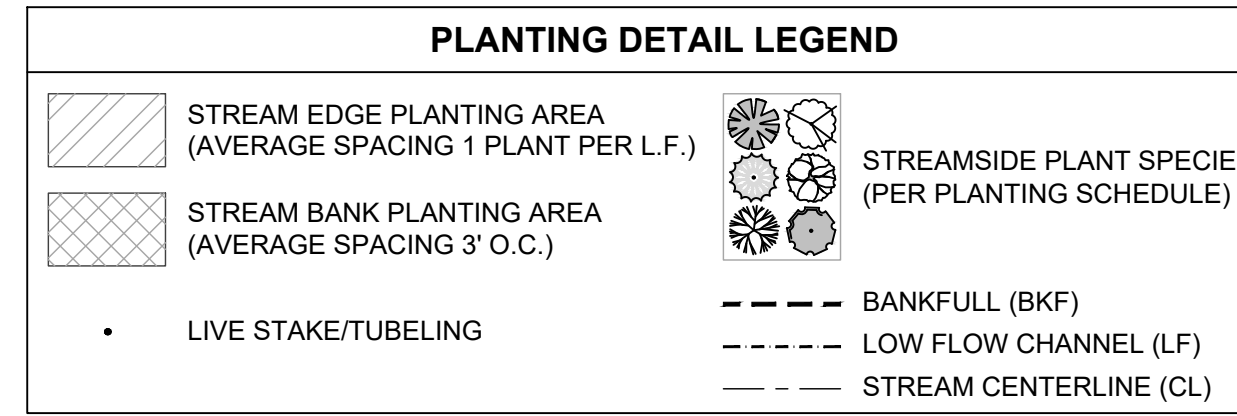 PLANTING DETAIL LEGEND
STREAM EDGE PLANTING AREA
(AVERAGE SPACING 1 PLANT PER L.F.)
STREAM BANK PLANTING AREA
(AVERAGE SPACING 3' O.C.)
LIVE STAKE/TUBELING
STREAMSIDE PLANT SPECIE
(PER PLANTING SCHEDULE)
BANKFULL (BKF)
LOW FLOW CHANNEL (LF)
STREAM CENTERLINE (CL)